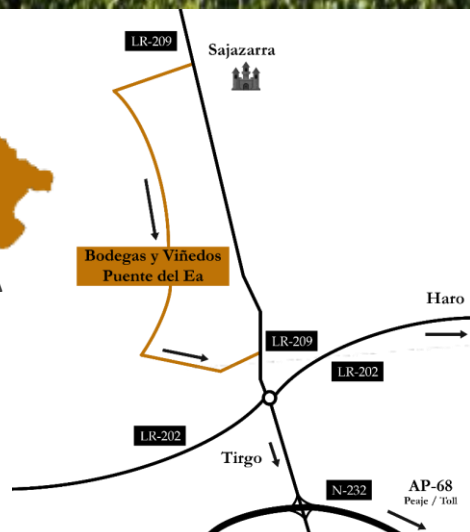 LR-209
Sajazarra
Bodegas y Viñedos
Puente del Ea
Haro
LR-209
LR-202
LR-202
Tirgo
N-232
AP-68
Peaje / Toll